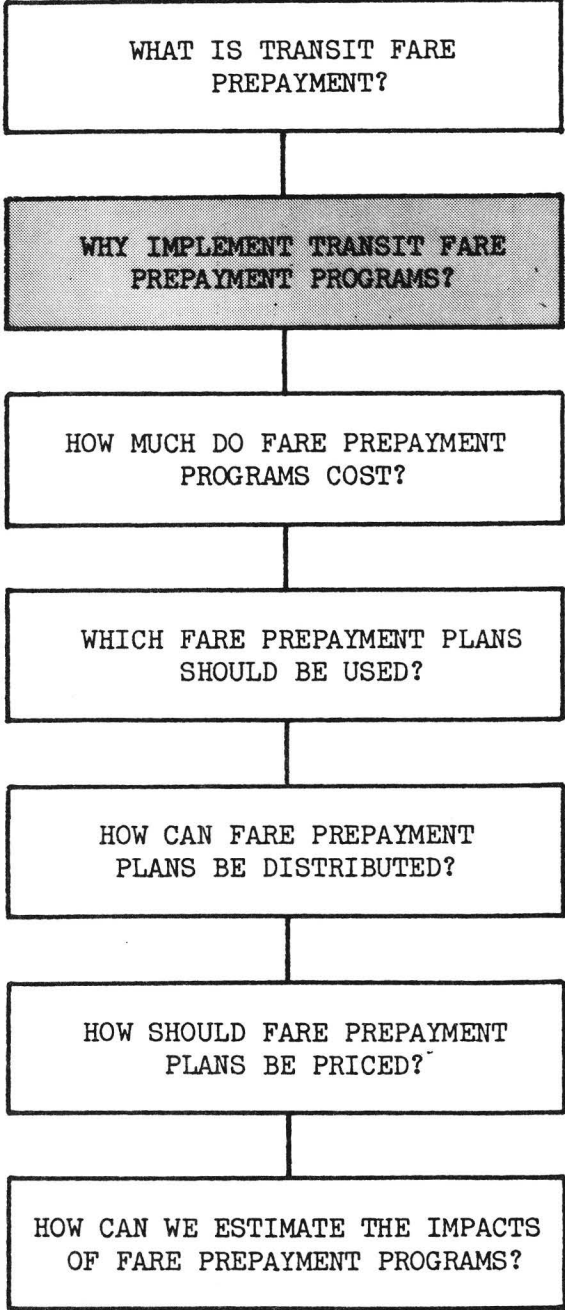 WHAT IS TRANSIT FARE
PREPAYMENT?
WHY IMPLEMENT TRANSIT FARE
PREPAYMENT PROGRAMS?
HOW MUCH DO FARE PREPAYMENT
PROGRAMS COST?
WHICH FARE PREPAYMENT PLANS
SHOULD BE USED?
HOW CAN FARE PREPAYMENT
PLANS BE DISTRIBUTED?
HOW SHOULD FARE PREPAYMENT
PLANS BE PRICED?
HOW CAN WE ESTIMATE THE IMPACTS
OF FARE PREPAYMENT PROGRAMS?